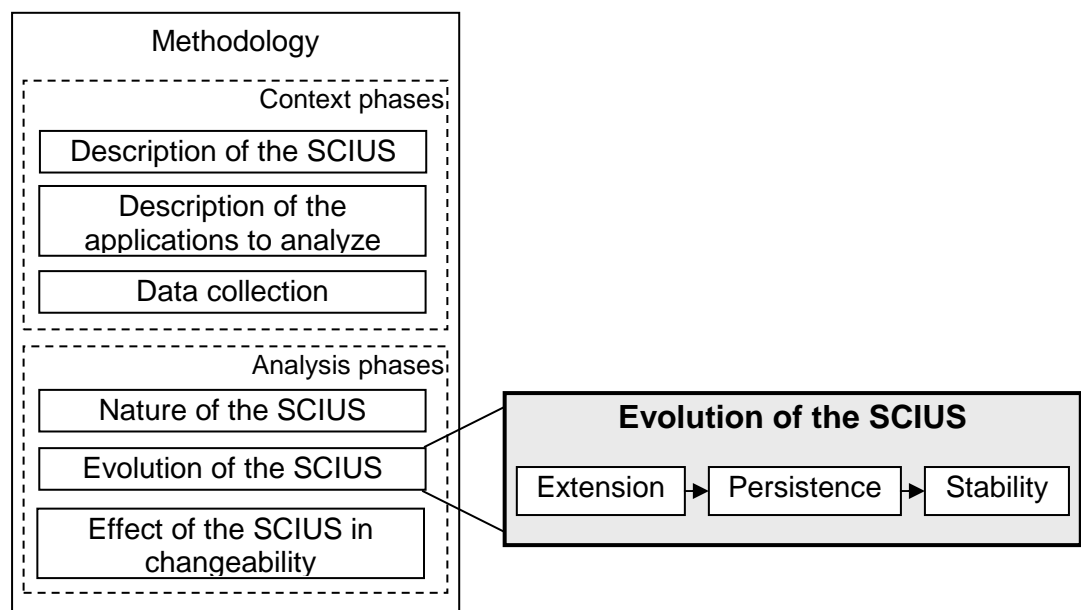 Methodology
Context phases
Description of the SCIUS
Description of the
applications to analyze
Data collection
Analysis phases
Nature of the SCIUS
Evolution of the SCIUS
Effect of the SCIUS in
changeability
Evolution of the SCIUS
Extension
Persistence
Stability